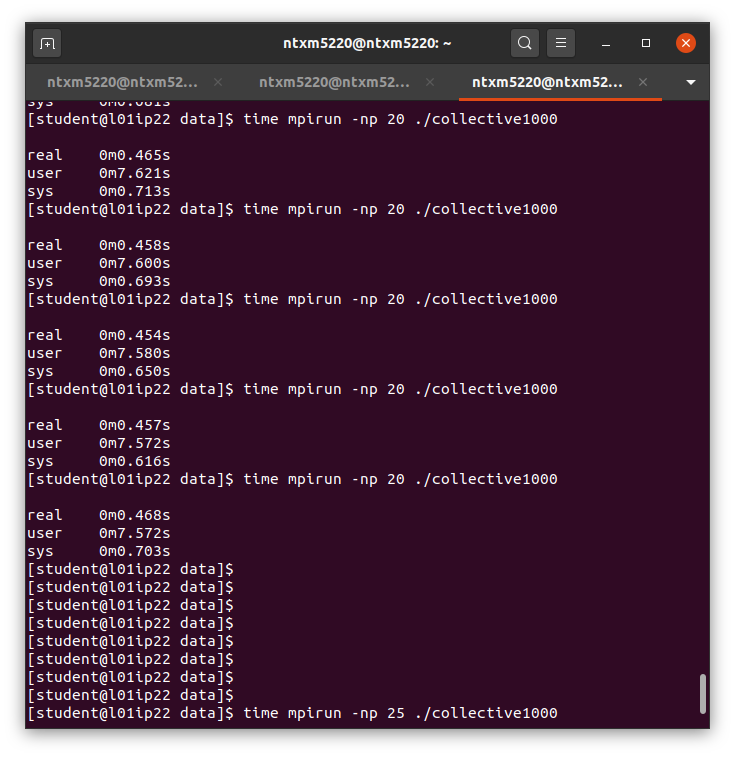 ntxm5220@ntxm5220: ~
ntxm5220@ntxm52... ntxm5220@ntxm52... ntxm5220@ntxm52...
sys 0m0.681s
[student@l01ip22 data]$ time mpirun -np 20 ./collective1000
real 0m0.465s
user 0m7.621s
sys 0m0.713s
[student@l01ip22 data]$ time mpirun -np 20 ./collective1000
real 0m0.458s
user 0m7.600s
sys 0m0.693s
[student@l01ip22 data]$ time mpirun -np 20 ./collective1000
real 0m0.454s
user 0m7.580s
sys 0m0.650s
[student@l01ip22 data]$ time mpirun -np 20 ./collective1000
real 0m0.457s
user 0m7.572s
sys 0m0.616s
[student@l01ip22 data]$ time mpirun -np 20 ./collective1000
real 0m0.468s
user 0m7.572s
sys 0m0.703s
[student@l01ip22 data]$
[student@l01ip22 data]$
[student@l01ip22 data]$
[student@l01ip22 data]$
[student@l01ip22 data]$
[student@l01ip22 data]$
[student@l01ip22 data]$
[student@l01ip22 data]$
[student@l01ip22 data]$ time mpirun -np 25 ./collective1000